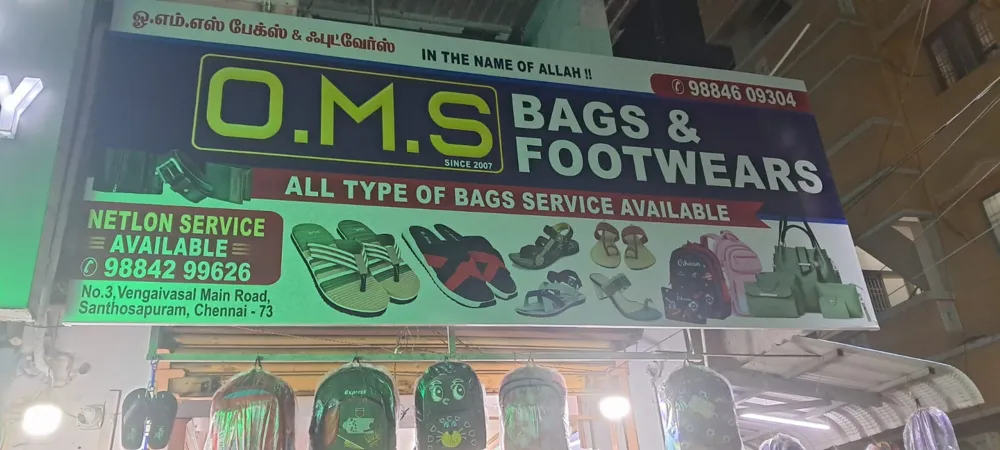 ஓ.எம்.எஸ் பேக்ஸ் & ஃபுட்வேர்ஸ்
IN THE NAME OF ALLAH !!
98846 09304
O.M.S
SINCE 2007
BAGS &
FOOTWEARS
ALL TYPE OF BAGS SERVICE AVAILABLE
NETLON SERVICE
AVAILABLE
98842 99626
No.3,Vengaivasal Main Road,
Santhosapuram, Chennai - 73
Y